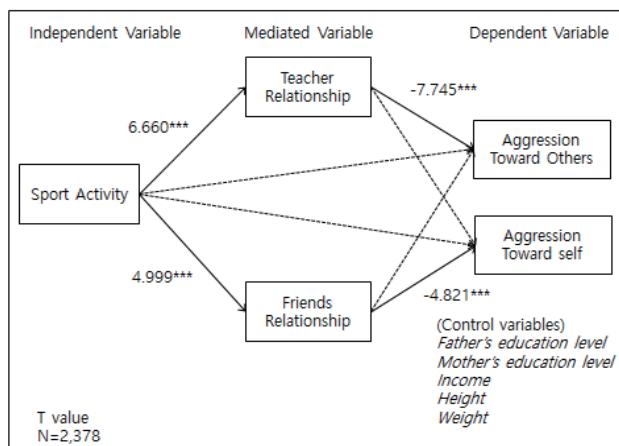 Independent Variable
Mediated Variable
Dependent Variable
Teacher
Relationship
-7.745***
6.660***
Aggression
Toward Others
Sport Activity
Aggression
Toward self
4.999***
Friends
Relationship
-4.821***
(Control variables)
Father's education level
Mother's education level
Income
Height
Weight
T value
N=2,378